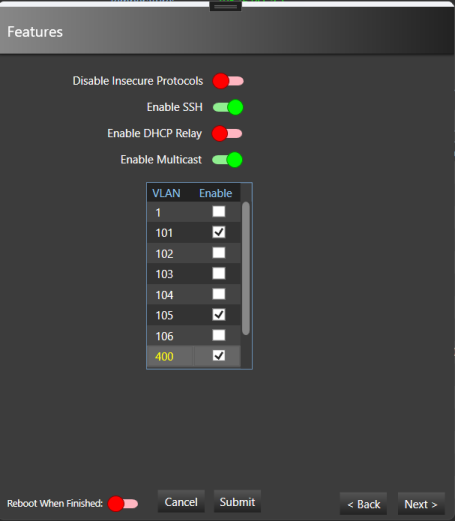 Features
Disable Insecure Protocols
Enable SSH
Enable DHCP Relay
Enable Multicast
VLAN Enable
1
101
102
103
104
105
106
400
Reboot When Finished: Cancel Submit < Back Next >